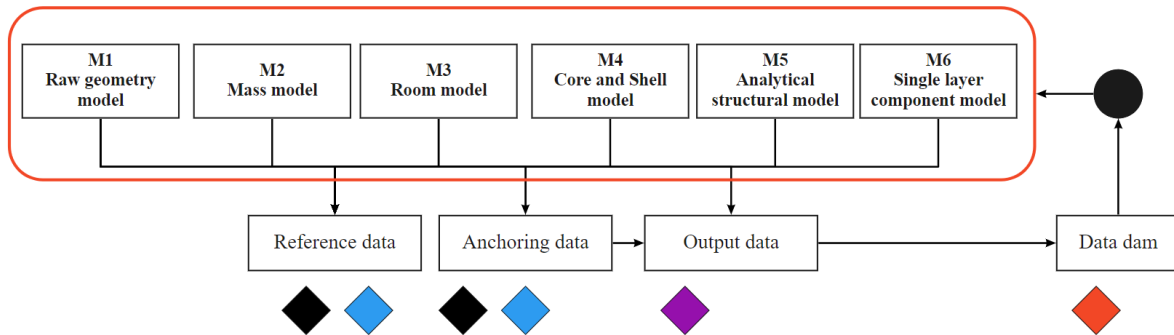 M1
Raw geometry
model
M2
Mass model
M3
Room model
M4
Core and Shell
model
M5
Analytical
structural model
M6
Single layer
component model
Reference data
Anchoring data
Output data
Data dam